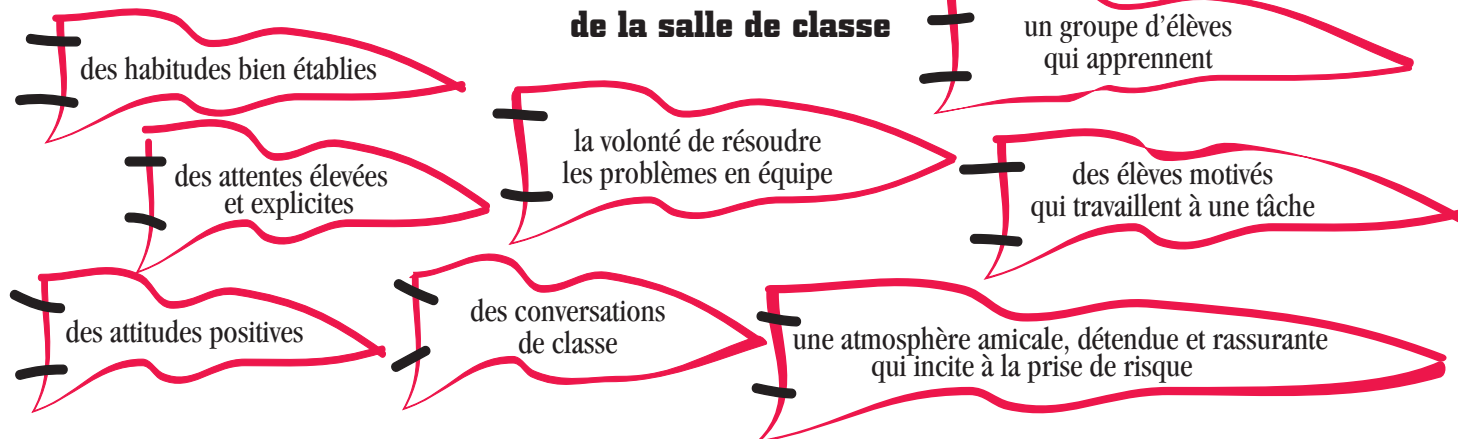 de la salle de classe
des habitudes bien établies
un groupe d'élèves
qui apprennent
la volonté de résoudre
les problèmes en équipe
des attentes élevées
et explicites
des élèves motivés
qui travaillent à une tâche
des attitudes positives
des conversations
de classe
une atmosphère amicale, détendue et rassurante
qui incite à la prise de risque